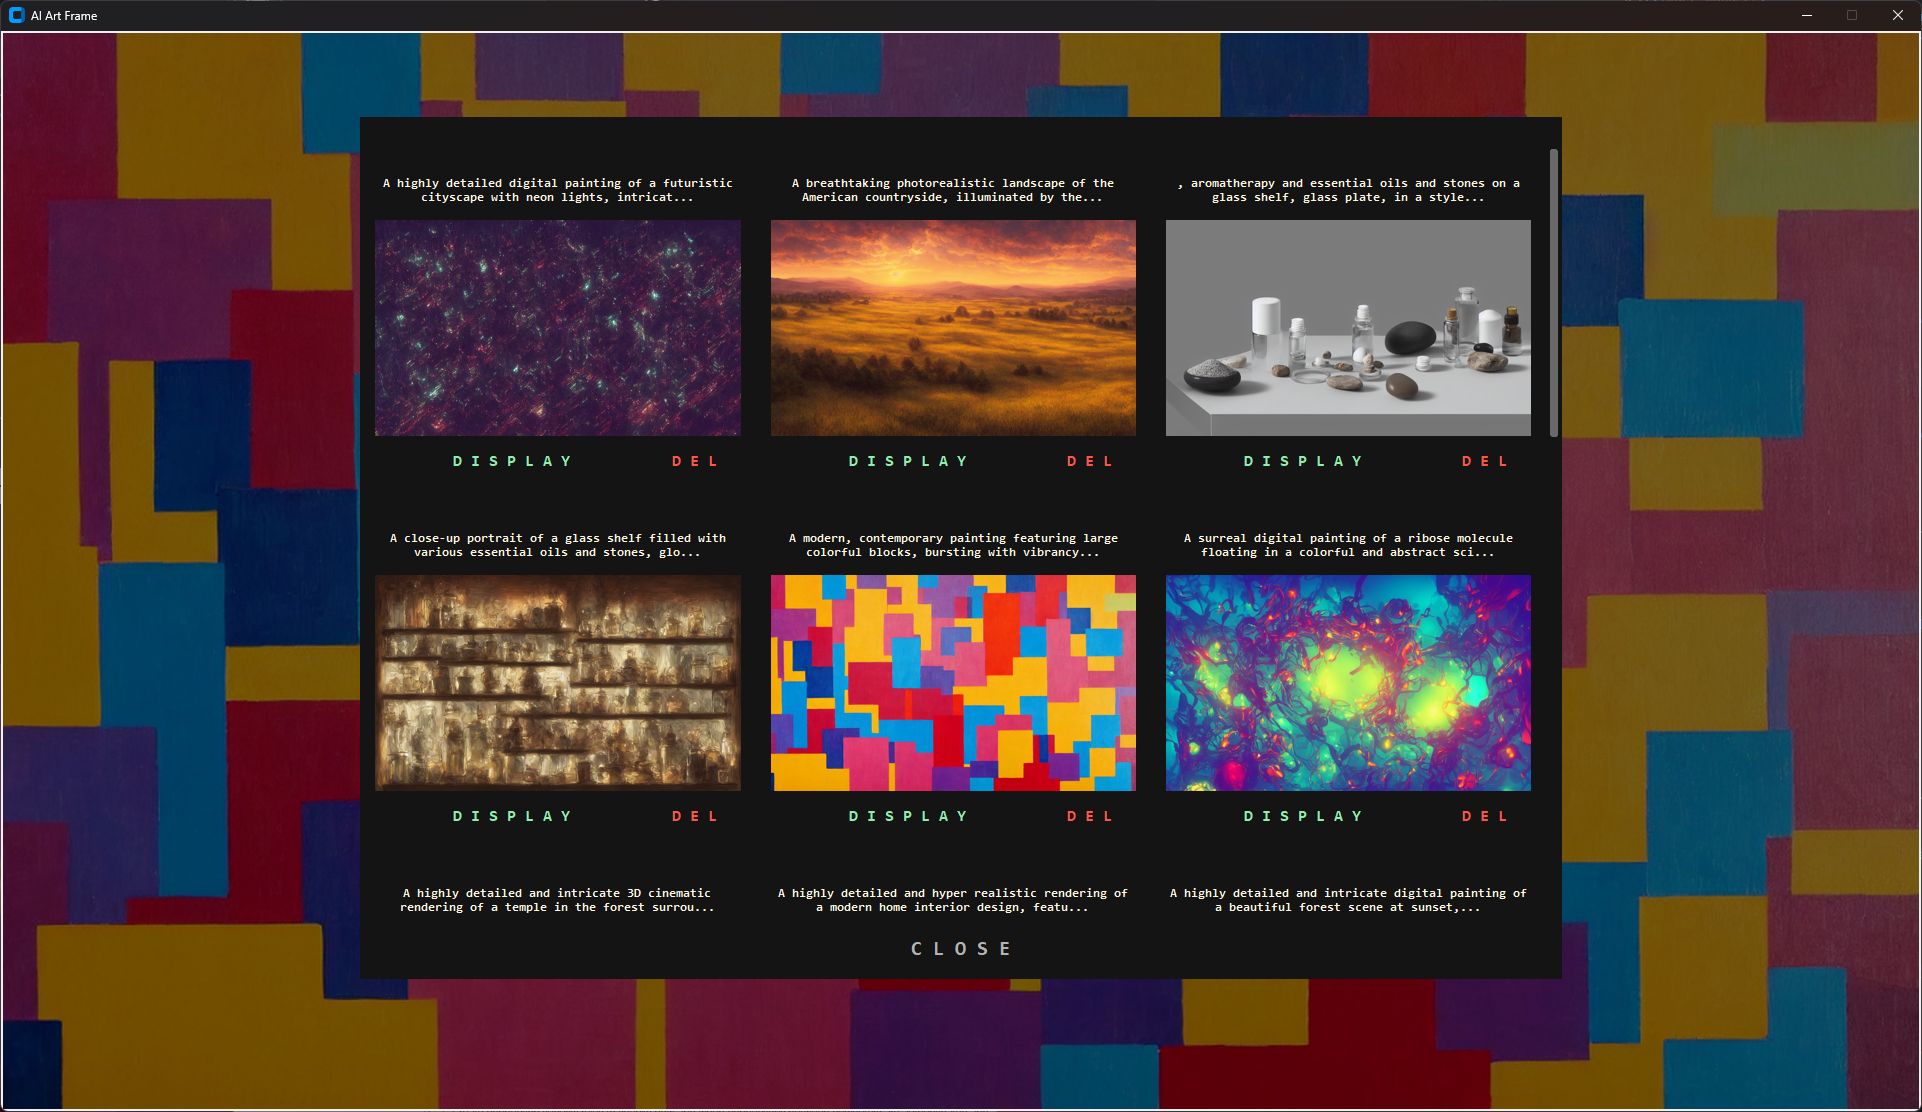 AI Art Frame
A highly detailed digital painting of a futuristic
cityscape with neon lights, intricat...
A breathtaking photorealistic landscape of the
American countryside, illuminated by the...
, aromatherapy and essential oils and stones on a
glass shelf, glass plate, in a style...
DISPLAY DEL
DISPLAY DEL
DISPLAY DEL
A close-up portrait of a glass shelf filled with
various essential oils and stones, glo...
A modern, contemporary painting featuring large
colorful blocks, bursting with vibrancy...
A surreal digital painting of a ribose molecule
floating in a colorful and abstract sci...
DISPLAY DEL
DISPLAY DEL
DISPLAY DEL
A highly detailed and intricate 3D cinematic
rendering of a temple in the forest surrou...
A highly detailed and hyper realistic rendering of
a modern home interior design, featu...
A highly detailed and intricate digital painting of
a beautiful forest scene at sunset,...
CLOSE